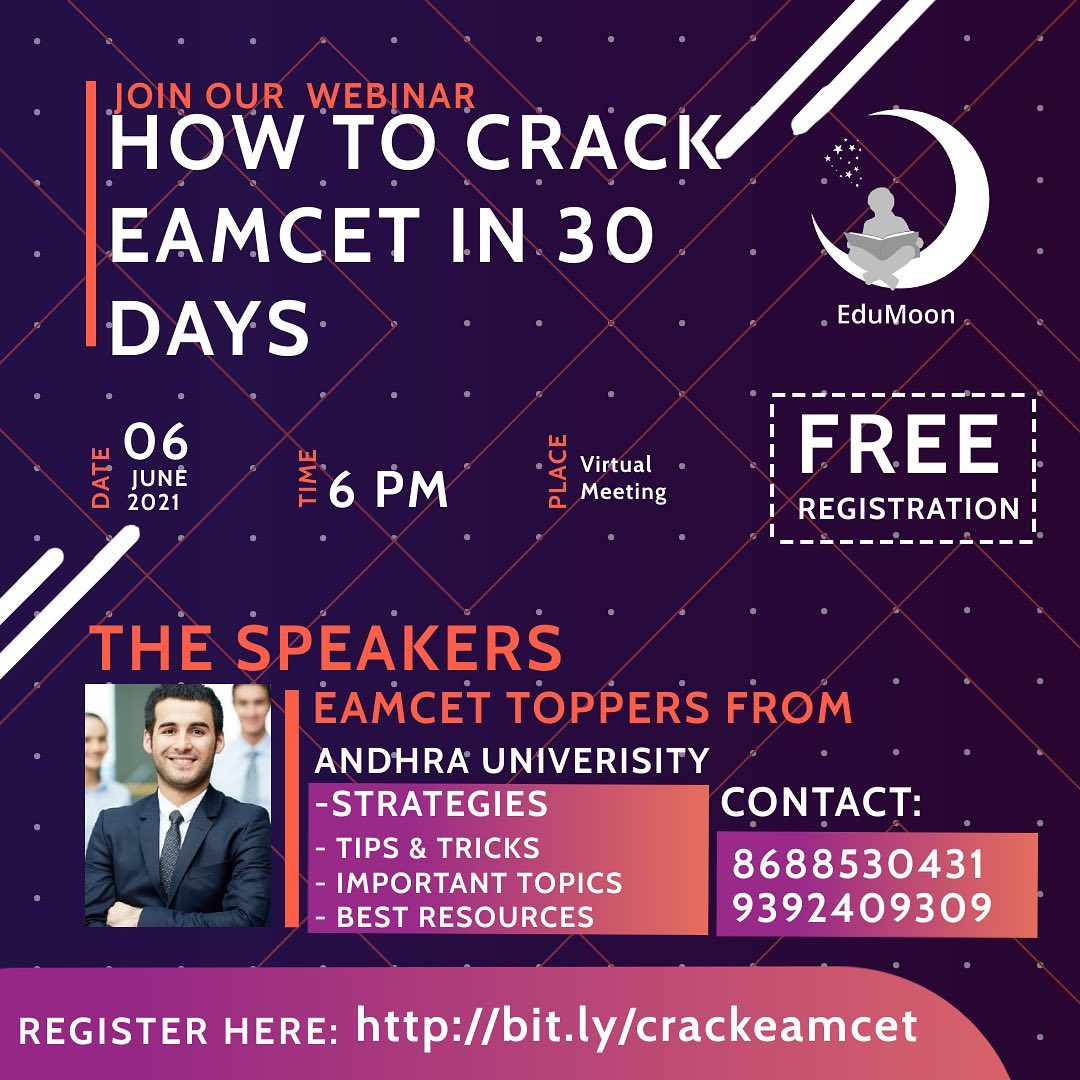 JOIN OUR WEBINAR
HOW TO CRACK
EAMCET IN 30
DAYS
EduMoon
DATE
06
JUNE
2021
TIME
6 PM
PLACE
Virtual
Meeting
FREE
REGISTRATION
THE SPEAKERS
EAMCET TOPPERS FROM
ANDHRA UNIVERISITY
-STRATEGIES
- TIPS & TRICKS
- IMPORTANT TOPICS
- BEST RESOURCES
CONTACT:
8688530431
9392409309
REGISTER HERE: http://bit.ly/crackeamcet